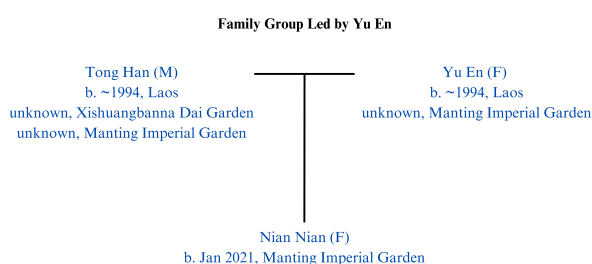 Family Group Led by Yu En
Tong Han (M)
b. ~1994, Laos
unknown, Xishuangbanna Dai Garden
unknown, Manting Imperial Garden
Yu En (F)
b. ~1994, Laos
unknown, Manting Imperial Garden
Nian Nian (F)
b. Jan 2021, Manting Imperial Garden